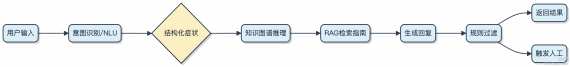 用户输入
意图识别/NLU
结构化症状
知识图谱推理
RAG检索指南
生成回复
规则过滤
返回结果
触发人工